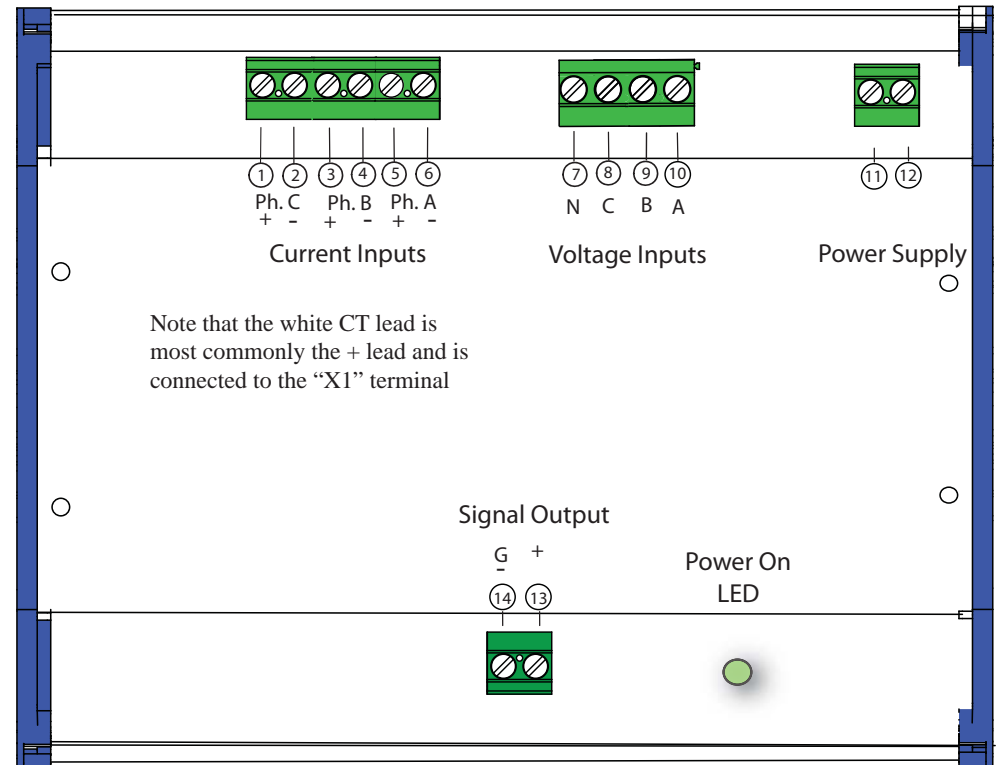 1 2 3 4 5 6 7 8 9 10 11 12
Ph. C Ph. B Ph. A N C B A
+ - + - + -
Current Inputs Voltage Inputs Power Supply
Note that the white CT lead is
most commonly the + lead and is
connected to the “X1” terminal
Signal Output
G +
-
Power On
LED
14 13